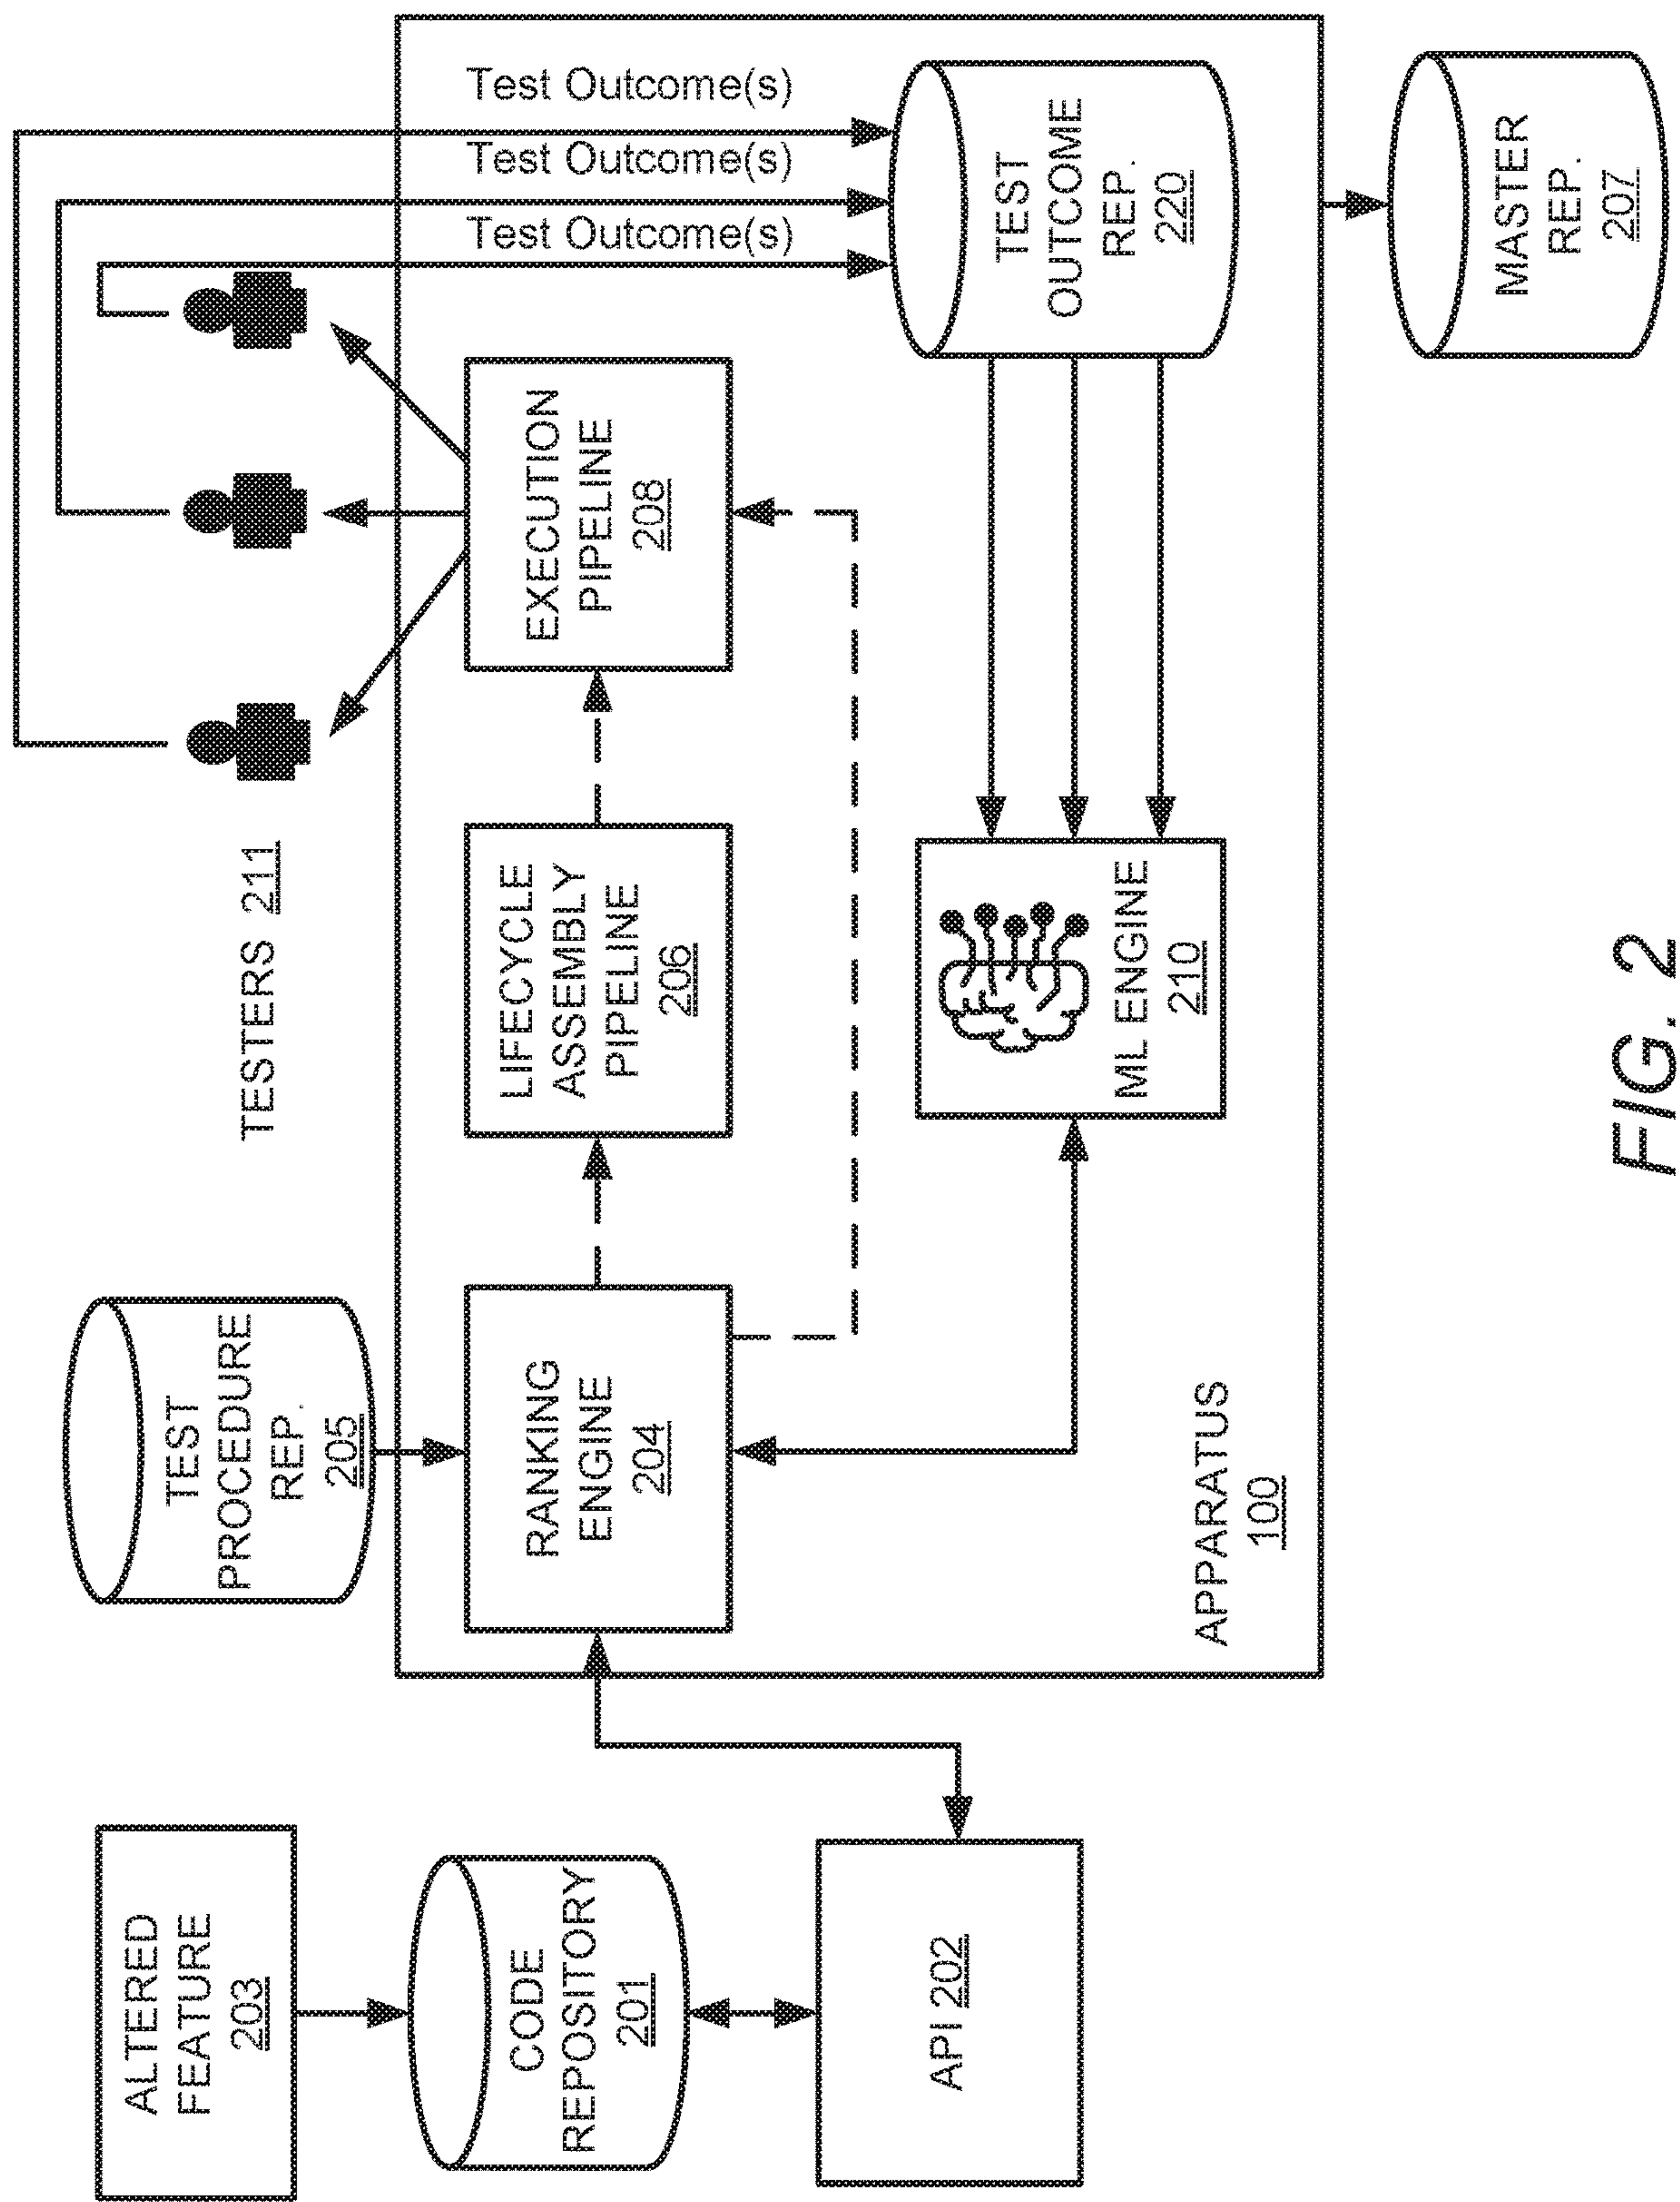 ALTERED
FEATURE
203
CODE
REPOSITORY
201
API 202
TEST
PROCEDURE
REP.
205
RANKING
ENGINE
204
APPARATUS
100
TESTERS 211
LIFECYCLE
ASSEMBLY
PIPELINE
206
ML ENGINE
210
EXECUTION
PIPELINE
208
Test Outcome(s)
Test Outcome(s)
Test Outcome(s)
TEST
OUTCOME
REP.
220
MASTER
REP.
207
FIG. 2